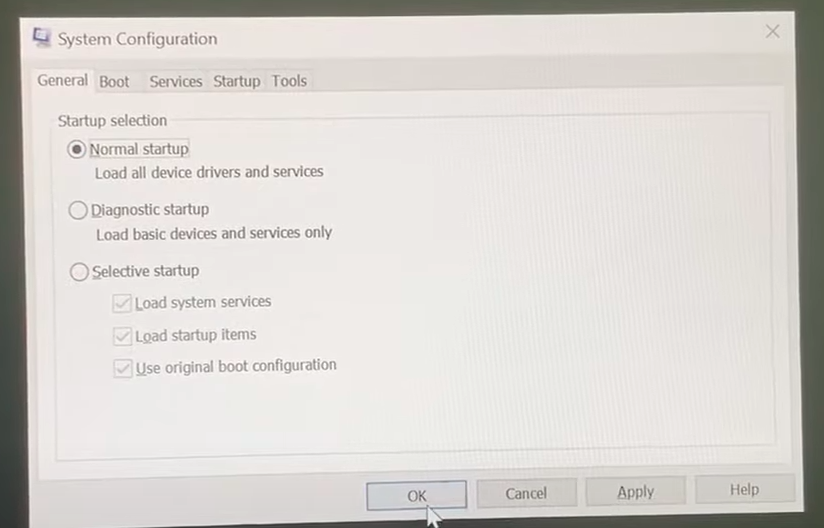 System Configuration
General Boot Services Startup Tools
Startup selection
Normal startup
Load all device drivers and services
Diagnostic startup
Load basic devices and services only
Selective startup
Load system services
Load startup items
Use original boot configuration
OK Cancel Apply Help